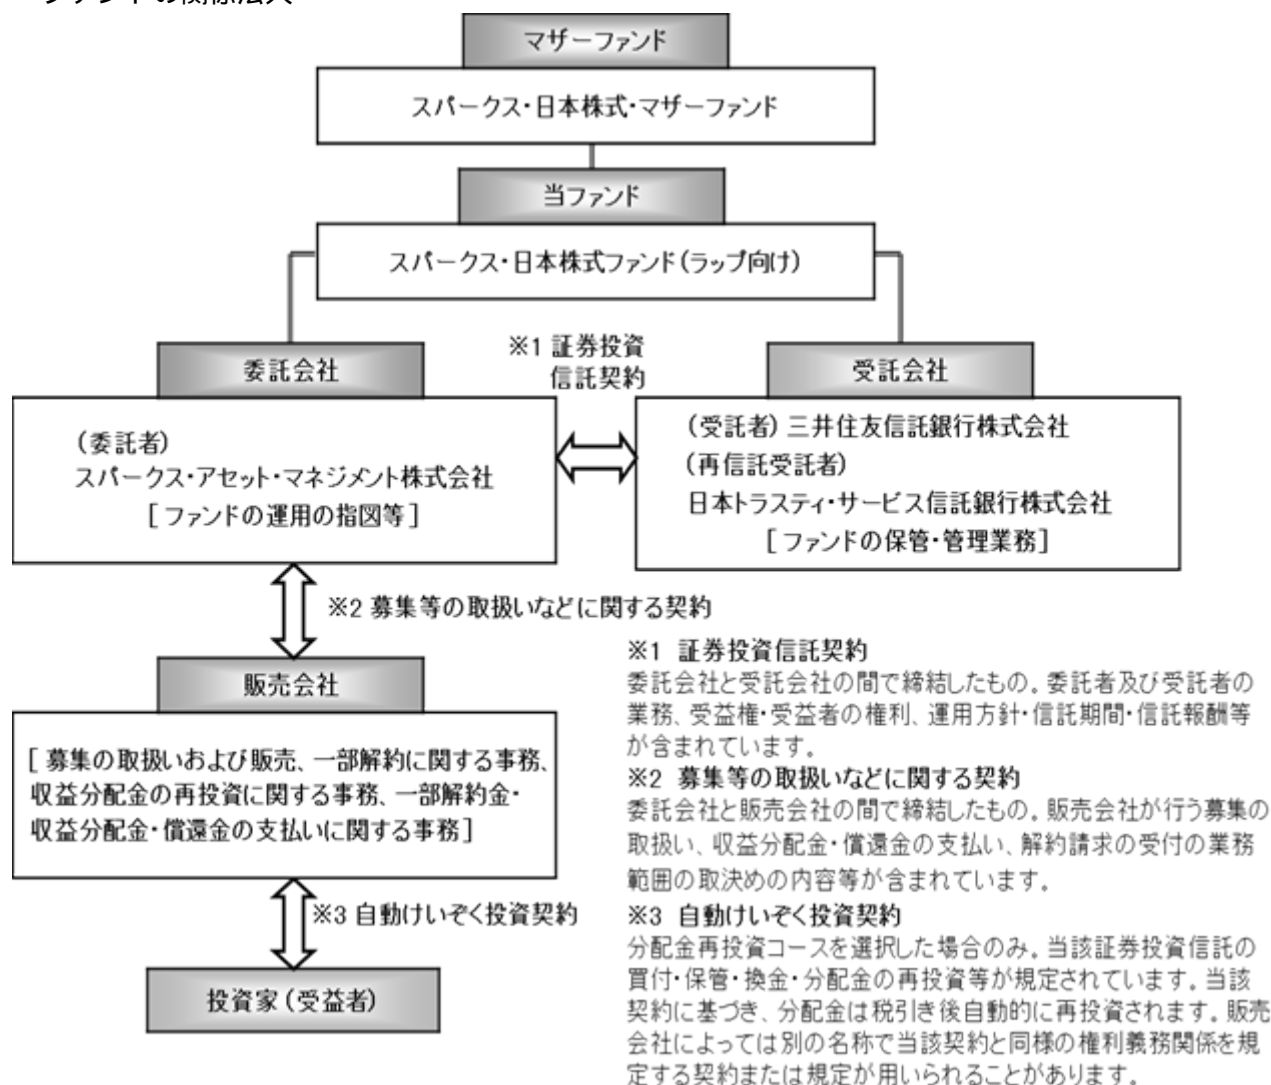 ファンドの関係法人
マザーファンド
スパークス・日本株式・マザーファンド
当ファンド
スパークス・日本株式ファンド(ラップ向け)
※1 証券投資
信託契約
委託会社
(委託者)
スパークス・アセット・マネジメント株式会社
[ファンドの運用の指図等]
受託会社
(受託者) 三井住友信託銀行株式会社
(再信託受託者)
日本トラスティ・サービス信託銀行株式会社
[ファンドの保管・管理業務]
※2 募集等の取扱いなどに関する契約
販売会社
[募集の取扱いおよび販売、一部解約に関する事務、
収益分配金の再投資に関する事務、一部解約金・
収益分配金・償還金の支払いに関する事務]
※3 自動けいぞく投資契約
投資家(受益者)
※1 証券投資信託契約
委託会社と受託会社の間で締結したもの。委託者及び受託者の
業務、受益権・受益者の権利、運用方針・信託期間・信託報酬等
が含まれています。
※2 募集等の取扱いなどに関する契約
委託会社と販売会社の間で締結したもの。販売会社が行う募集の
取扱い、収益分配金・償還金の支払い、解約請求の受付の業務
範囲の取決めの内容等が含まれています。
※3 自動けいぞく投資契約
分配金再投資コースを選択した場合のみ。当該証券投資信託の
買付・保管・換金・分配金の再投資等が規定されています。当該
契約に基づき、分配金は税引き後自動的に再投資されます。販売
会社によっては別の名称で当該契約と同様の権利義務関係を規
定する契約または規定が用いられることがあります。